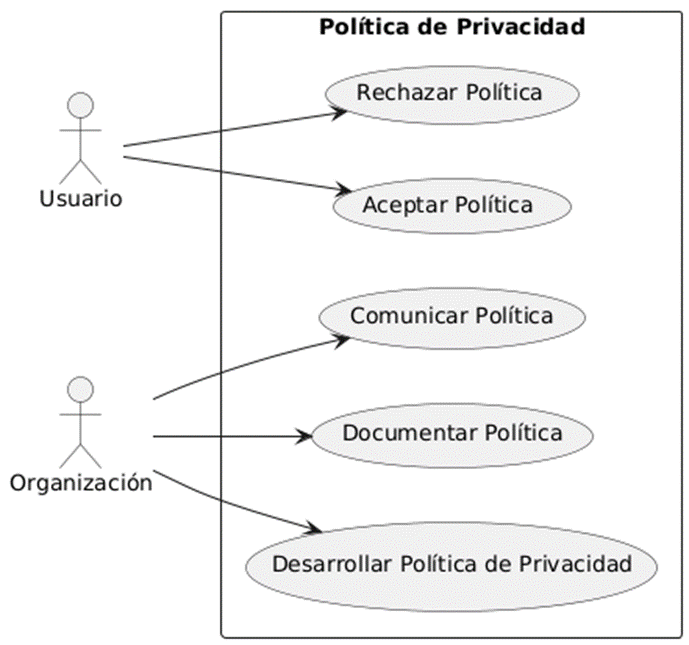 Política de Privacidad
Rechazar Política
Usuario
Aceptar Política
Comunicar Política
Documentar Política
Organización
Desarrollar Política de Privacidad